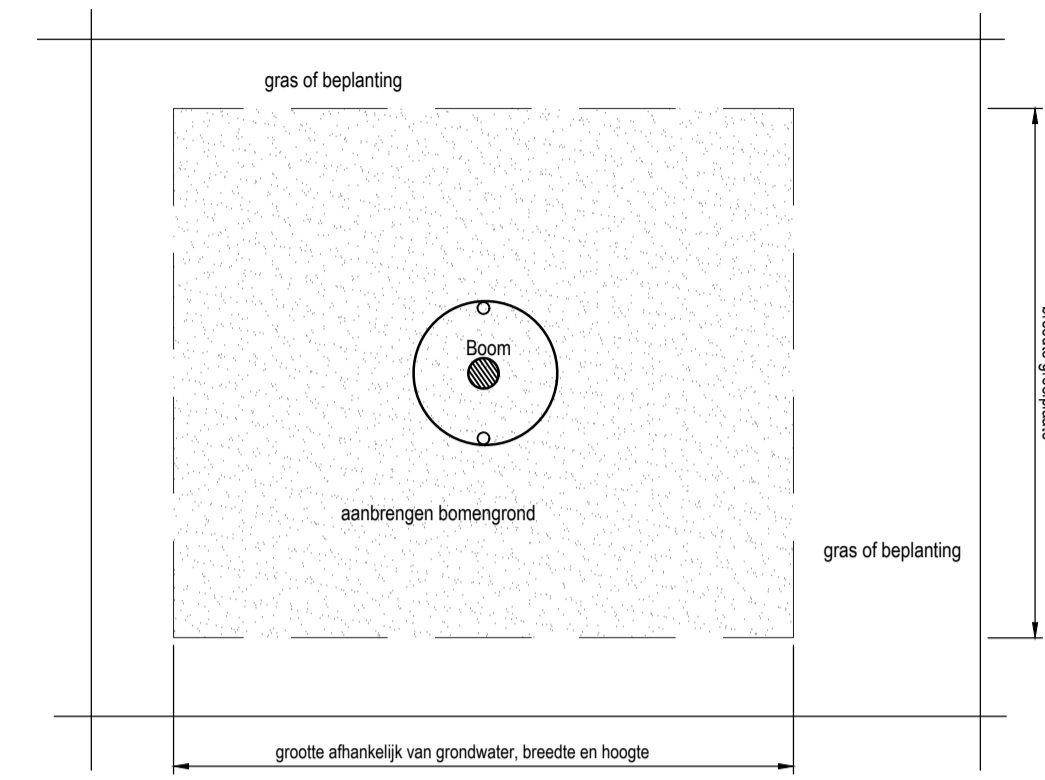 gras of beplanting
Boom
aanbrengen bomengrond
gras of beplanting
grootte afhankelijk van grondwater, breedte en hoogte